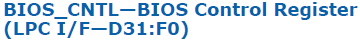 BIOS_CNTL—BIOS Control Register
(LPC I/F—D31:F0)